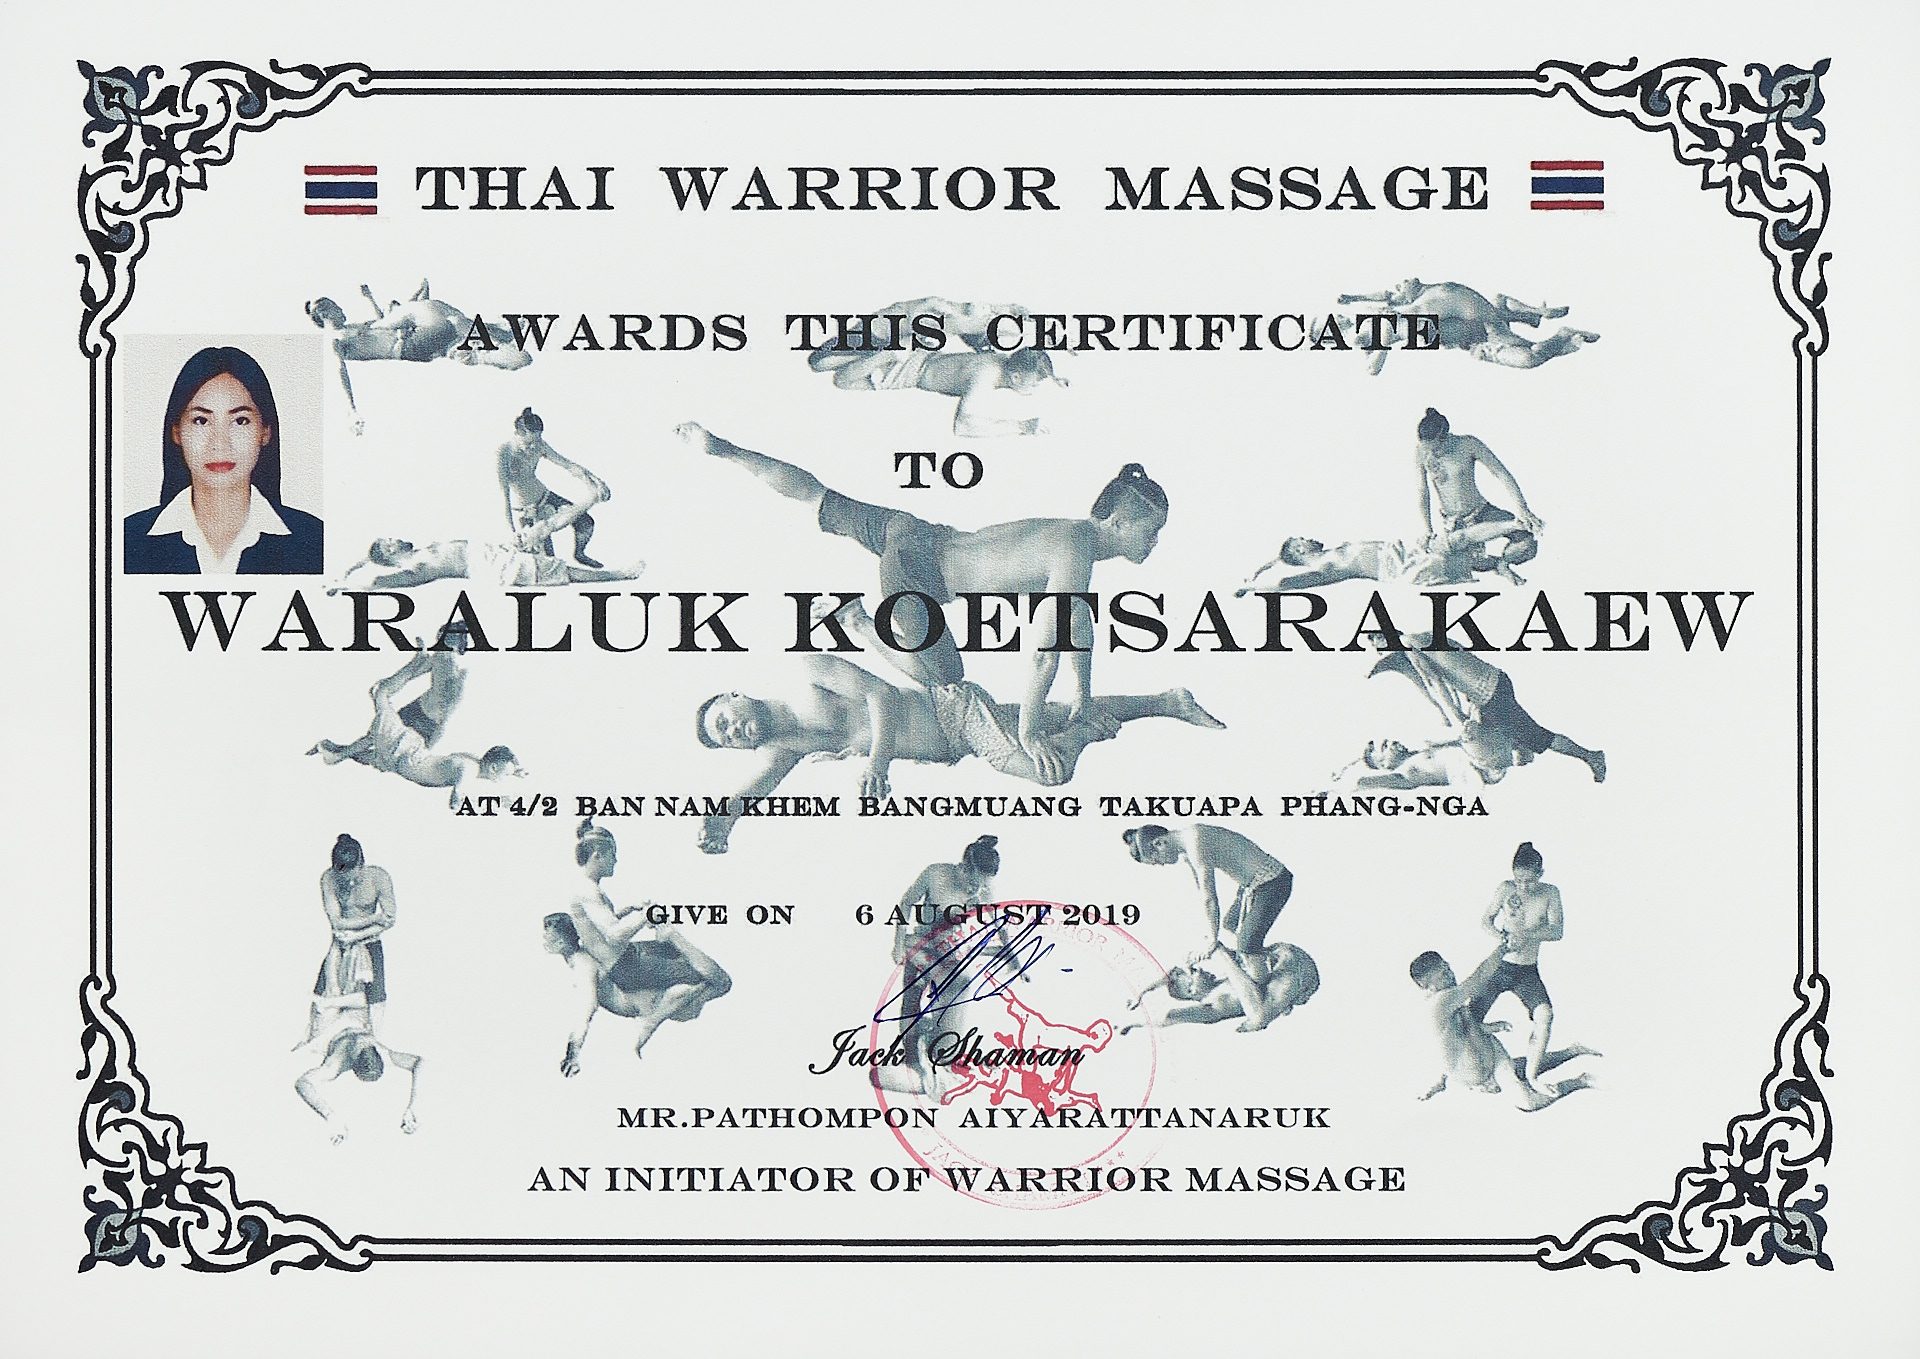 THAI WARRIOR MASSAGE
AWARDS THIS CERTIFICATE
TO
WARALUK KOETSARAKAEW
AT 4/2 BAN NAM KHEM BANGMUANG TAKUAPA PHANG-NGA
GIVE ON 6 AUGUST 2019
Jack Shaman
MR.PATHOMPON AIYARATTANARUK
AN INITIATOR OF WARRIOR MASSAGE